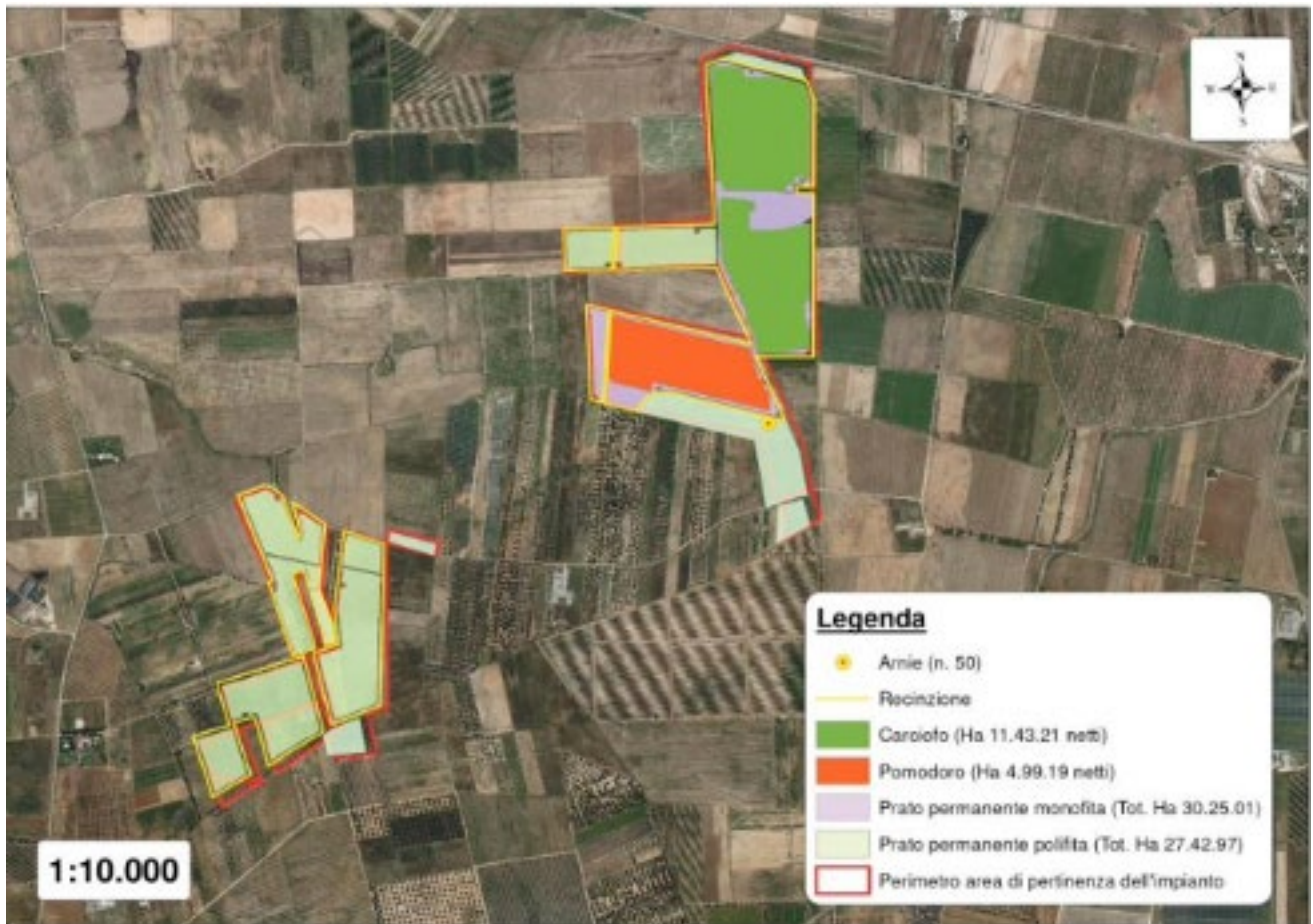 N
W E
S
Legenda
Arnie (n. 50)
Recinzione
Carciofo (Ha 11.43.21 netti)
Pomodoro (Ha 4.99.19 netti)
Prato permanente monofita (Tot. Ha 30.25.01)
Prato permanente polifita (Tot. Ha 27.42.97)
Perimetro area di pertinenza dell'impianto
1:10.000